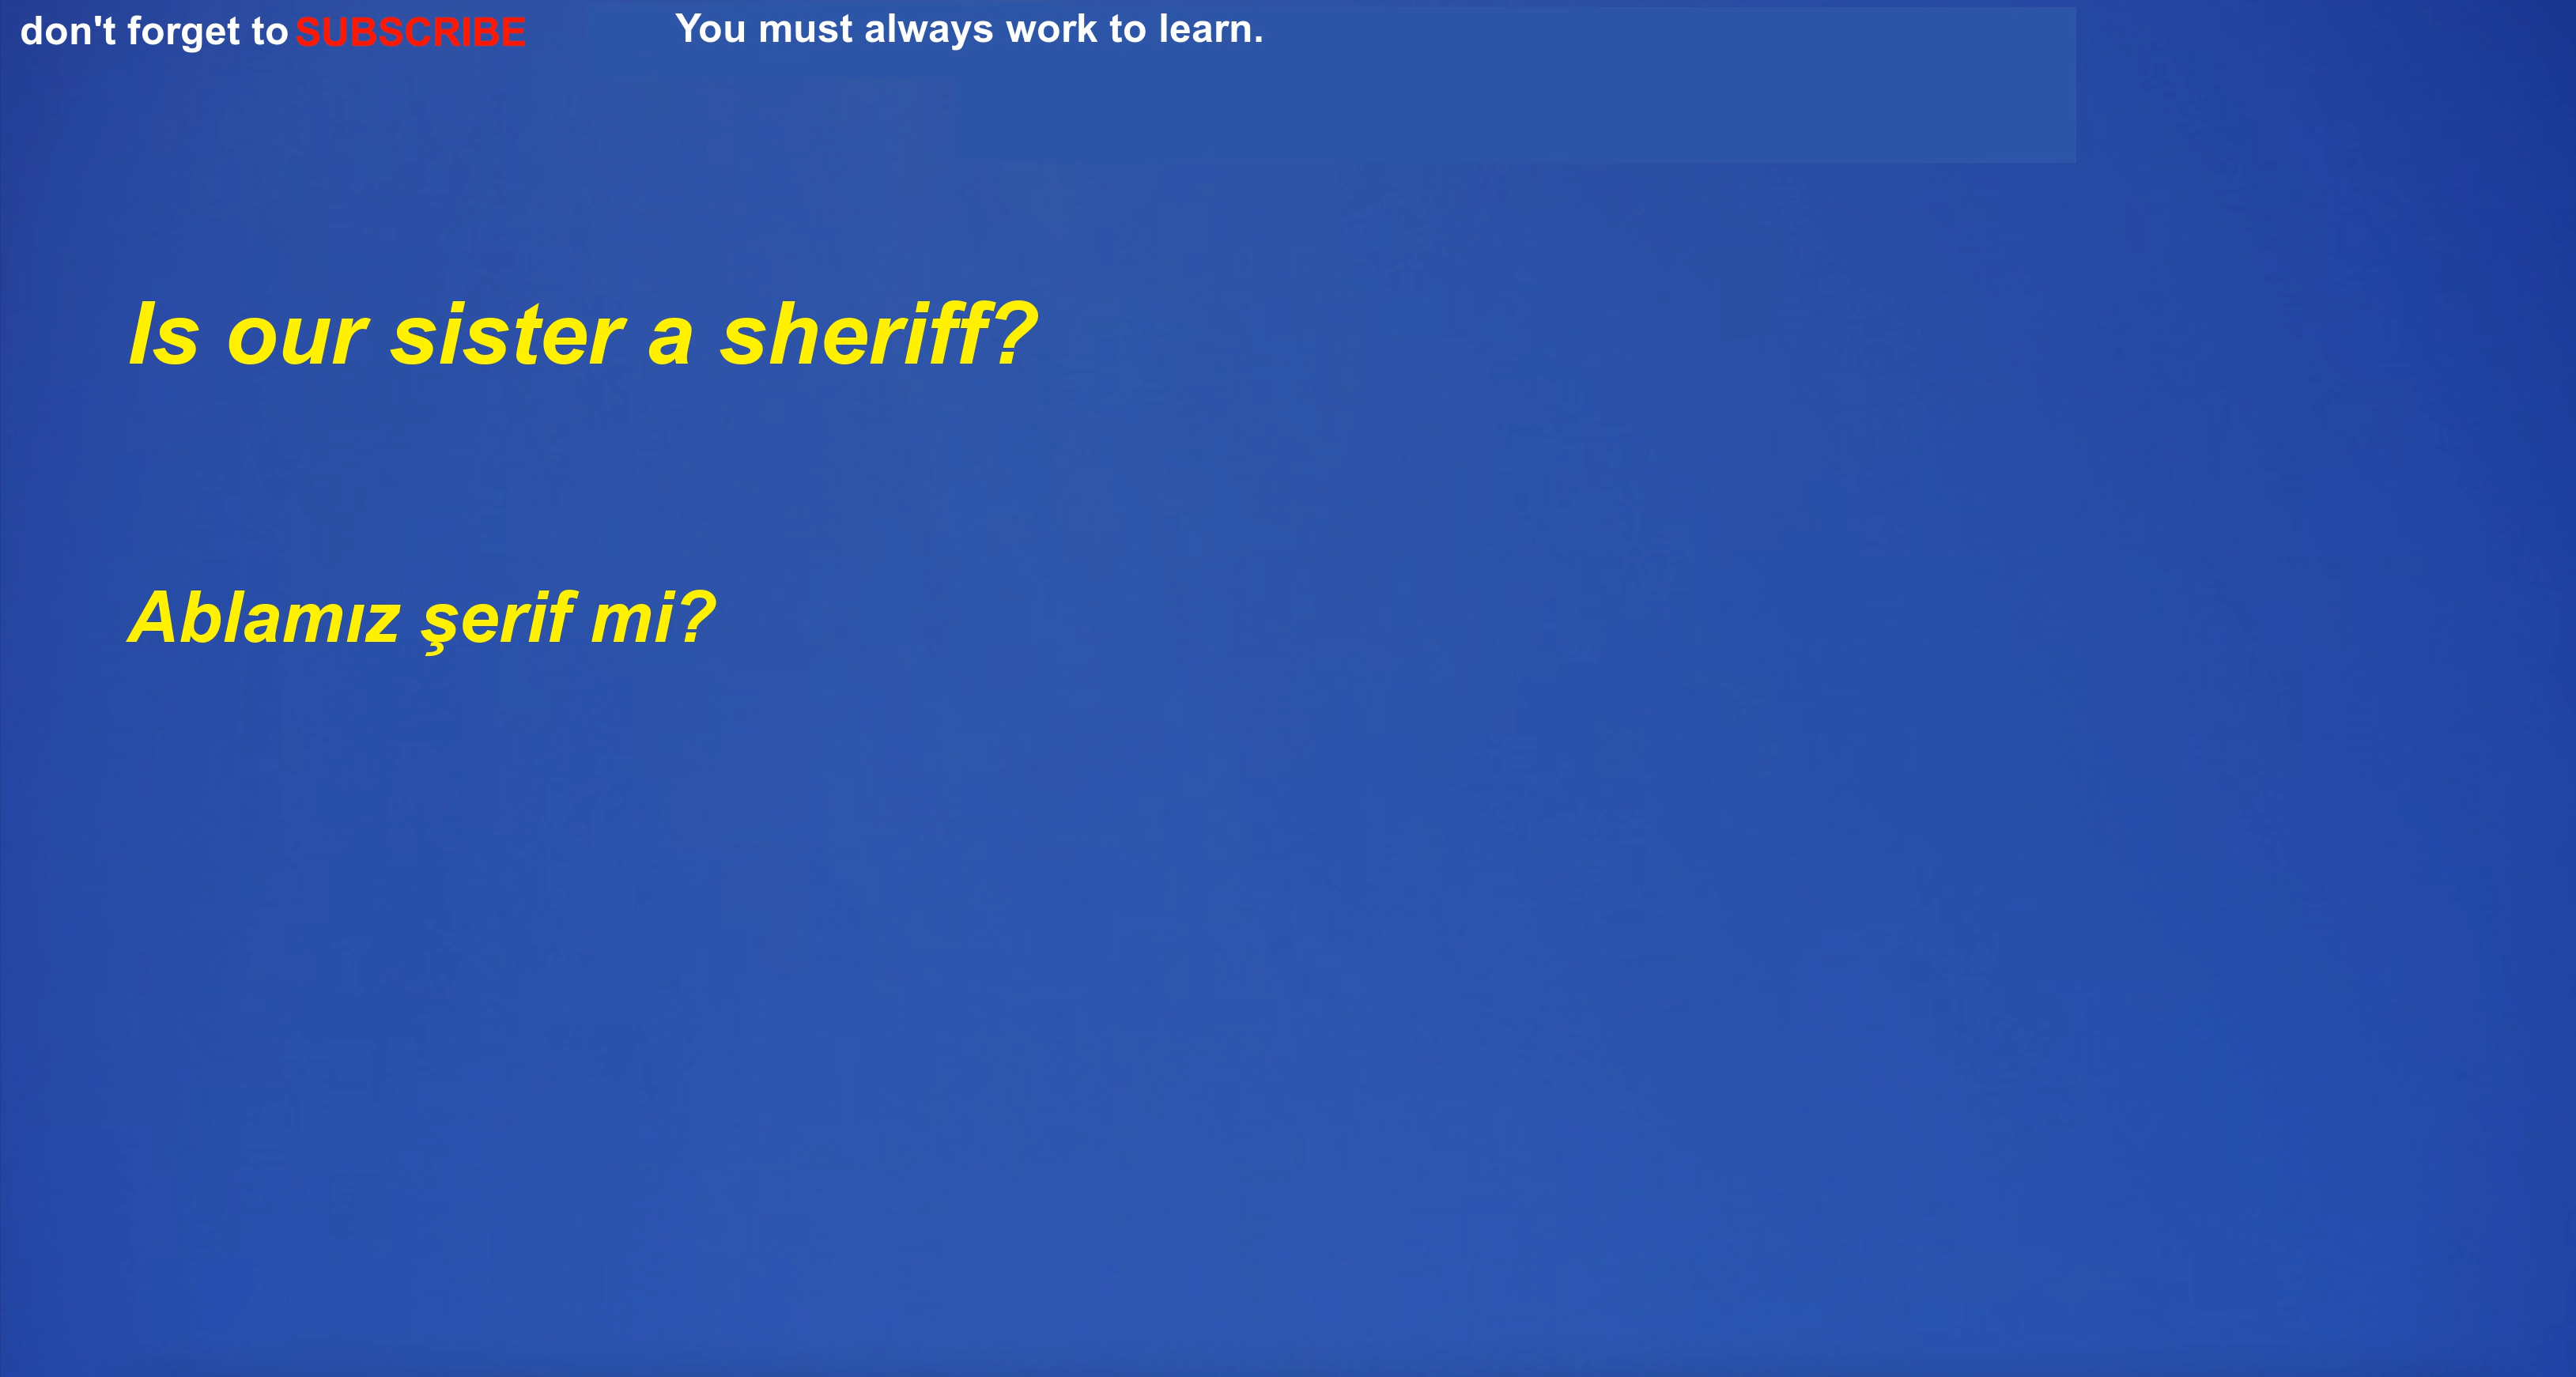 don't forget to SUBSCRIBE
You must always work to learn.
Is our sister a sheriff?
Ablamız şerif mi?